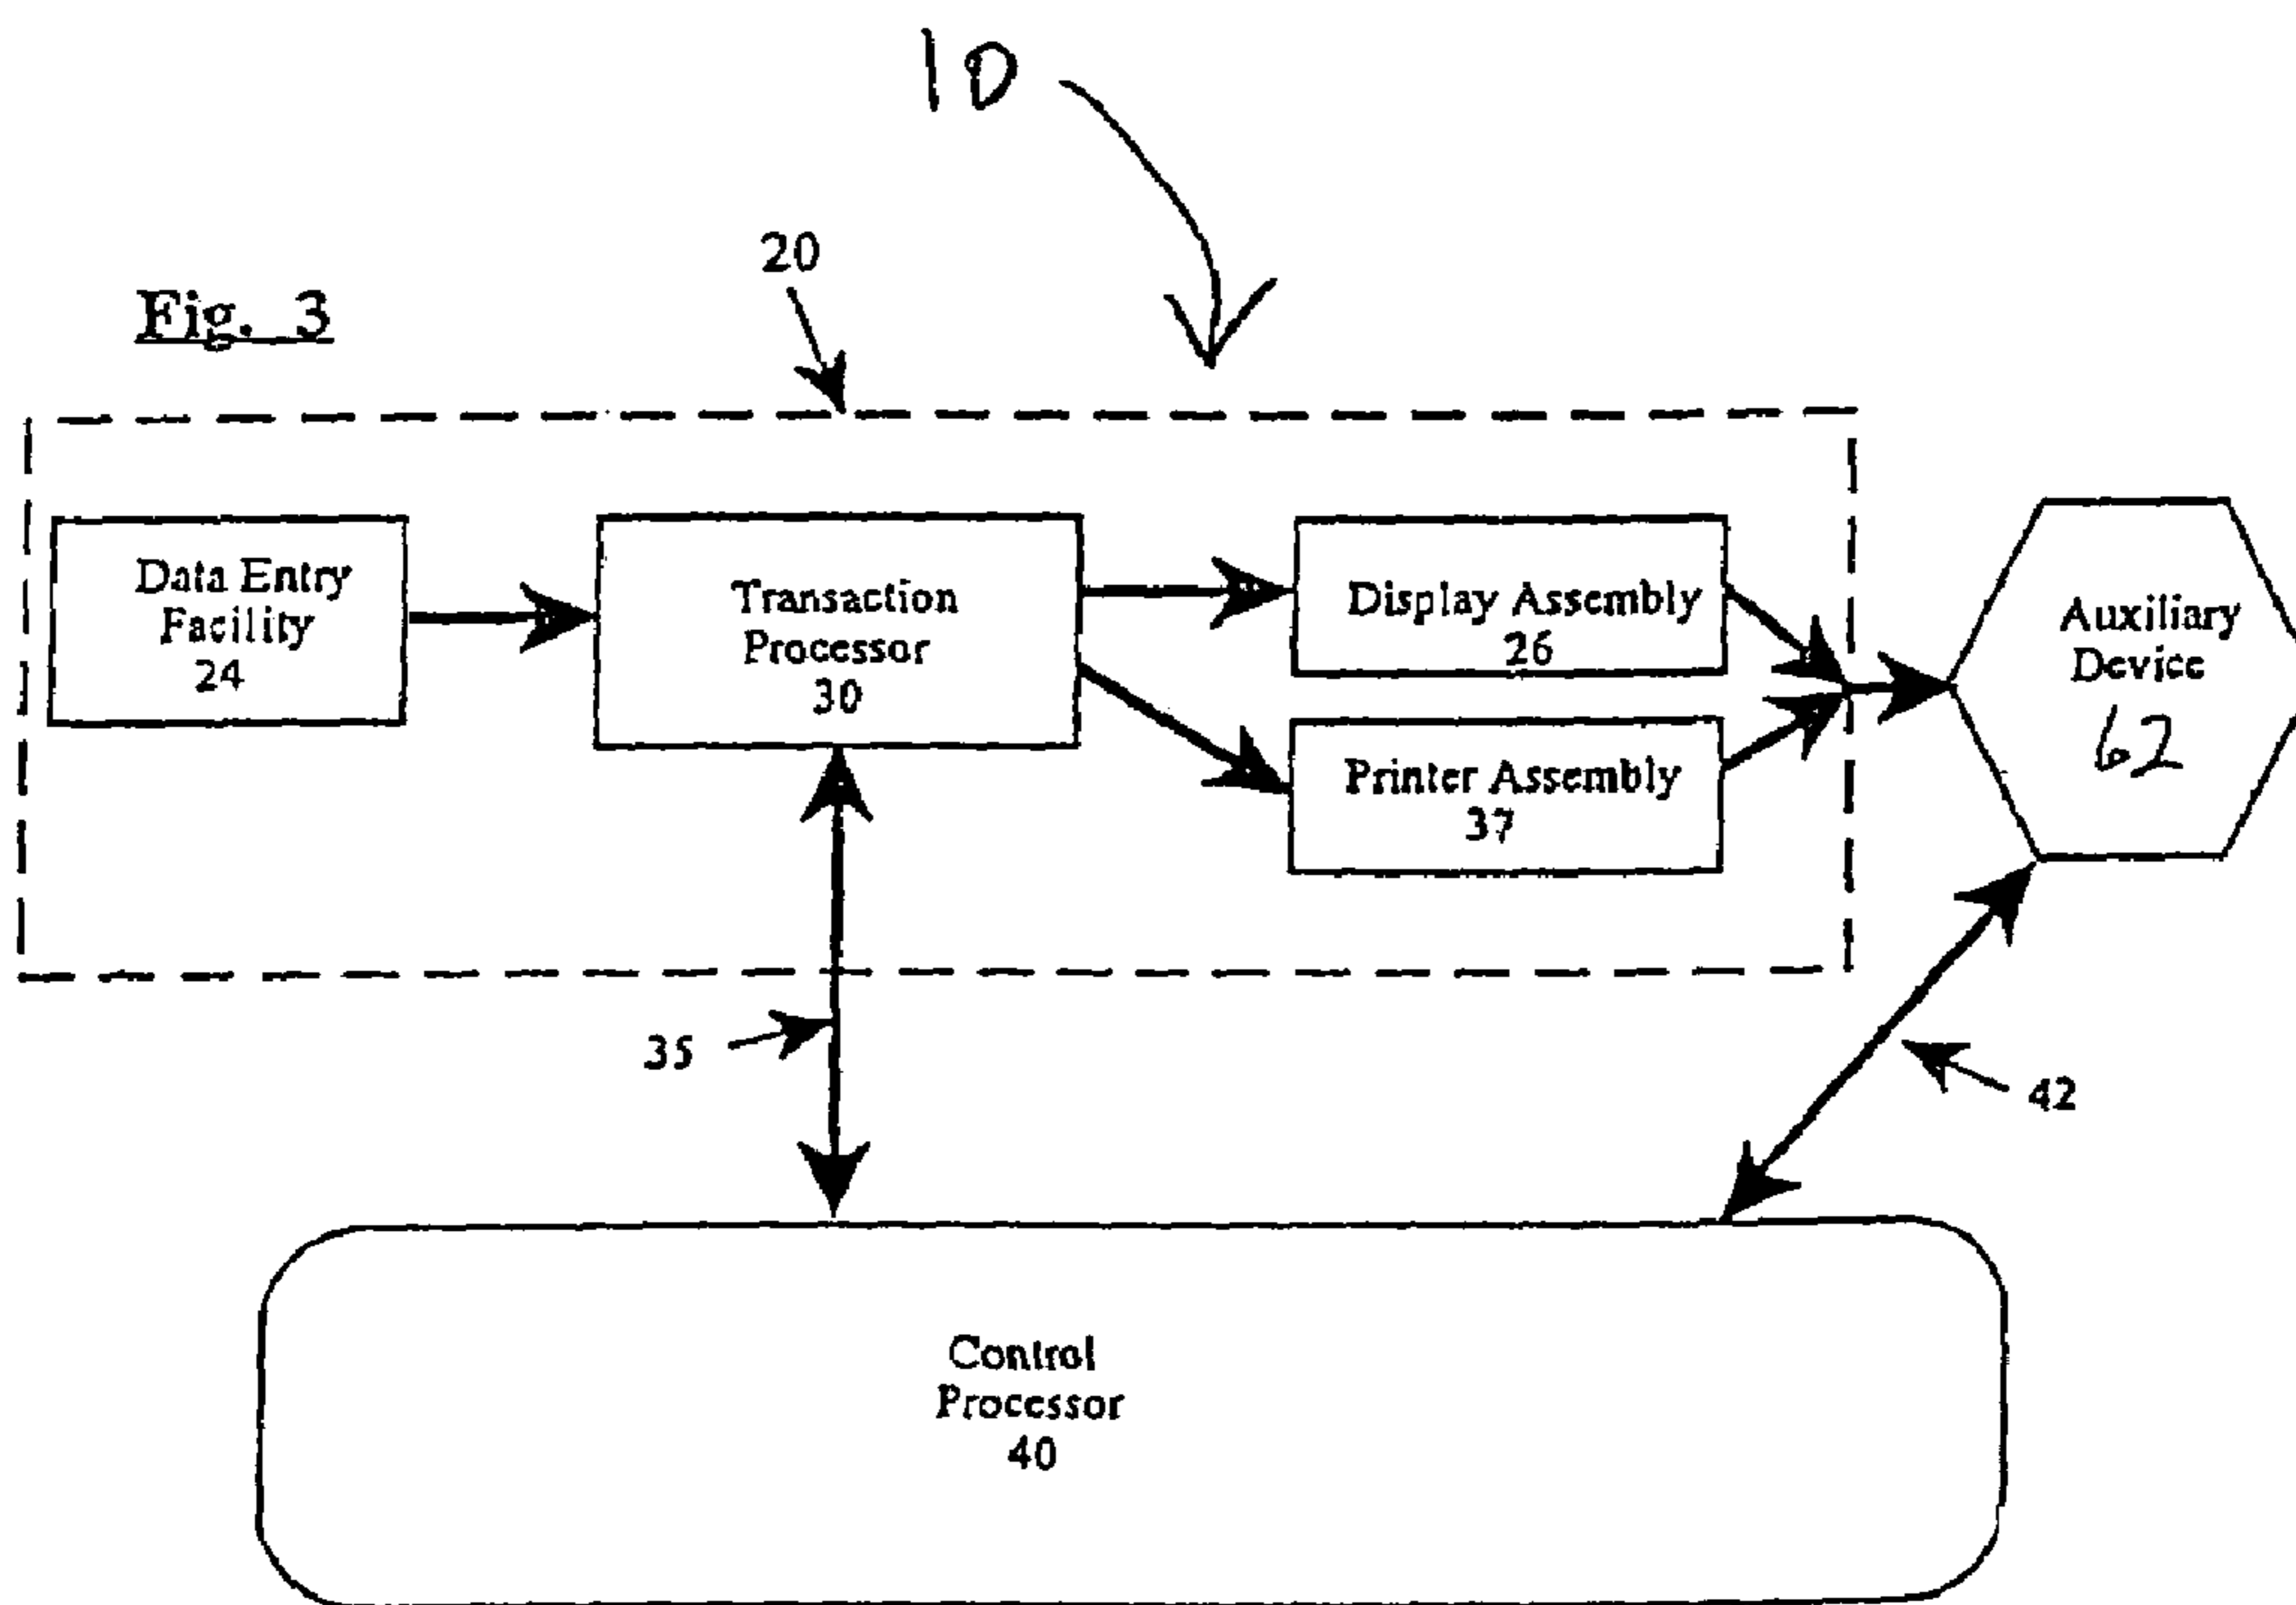 10
20
Fig. 3
Data Entry
Facility
24
Transaction
Processor
30
Display Assembly
26
Printer Assembly
37
Auxiliary
Device
62
35
42
Control
Processor
40